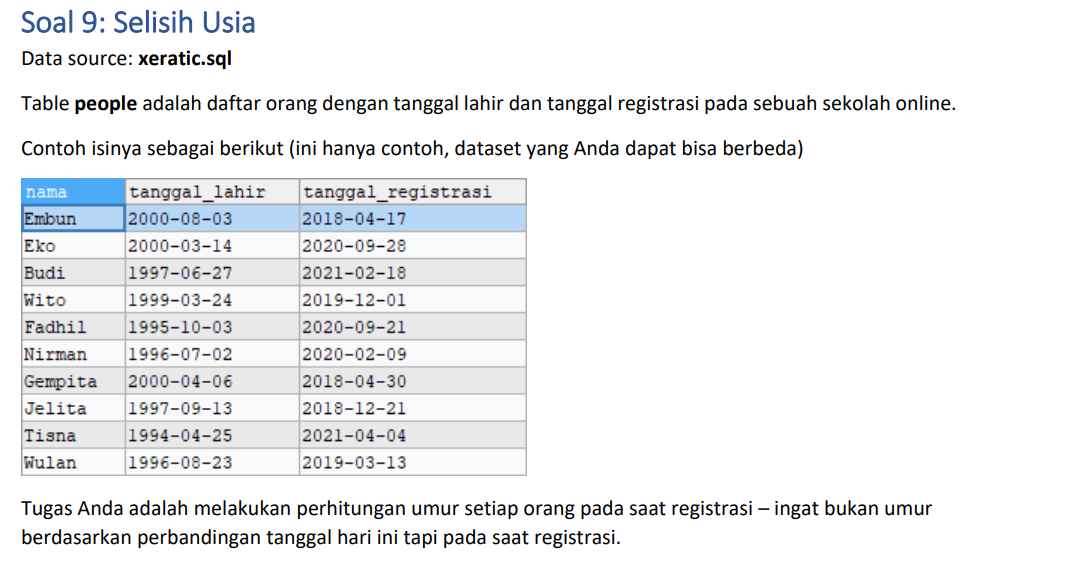 Soal 9: Selisih Usia
Data source: xeratic.sql
Table people adalah daftar orang dengan tanggal lahir dan tanggal registrasi pada sebuah sekolah online.
Contoh isinya sebagai berikut (ini hanya contoh, dataset yang Anda dapat bisa berbeda)
nama tanggal_lahir tanggal_registrasi
Embun 2000-08-03 2018-04-17
Eko 2000-03-14 2020-09-28
Budi 1997-06-27 2021-02-18
Wito 1999-03-24 2019-12-01
Fadhil 1995-10-03 2020-09-21
Nirman 1996-07-02 2020-02-09
Gempita 2000-04-06 2018-04-30
Jelita 1997-09-13 2018-12-21
Tisna 1994-04-25 2021-04-04
Wulan 1996-08-23 2019-03-13
Tugas Anda adalah melakukan perhitungan umur setiap orang pada saat registrasi – ingat bukan umur
berdasarkan perbandingan tanggal hari ini tapi pada saat registrasi.